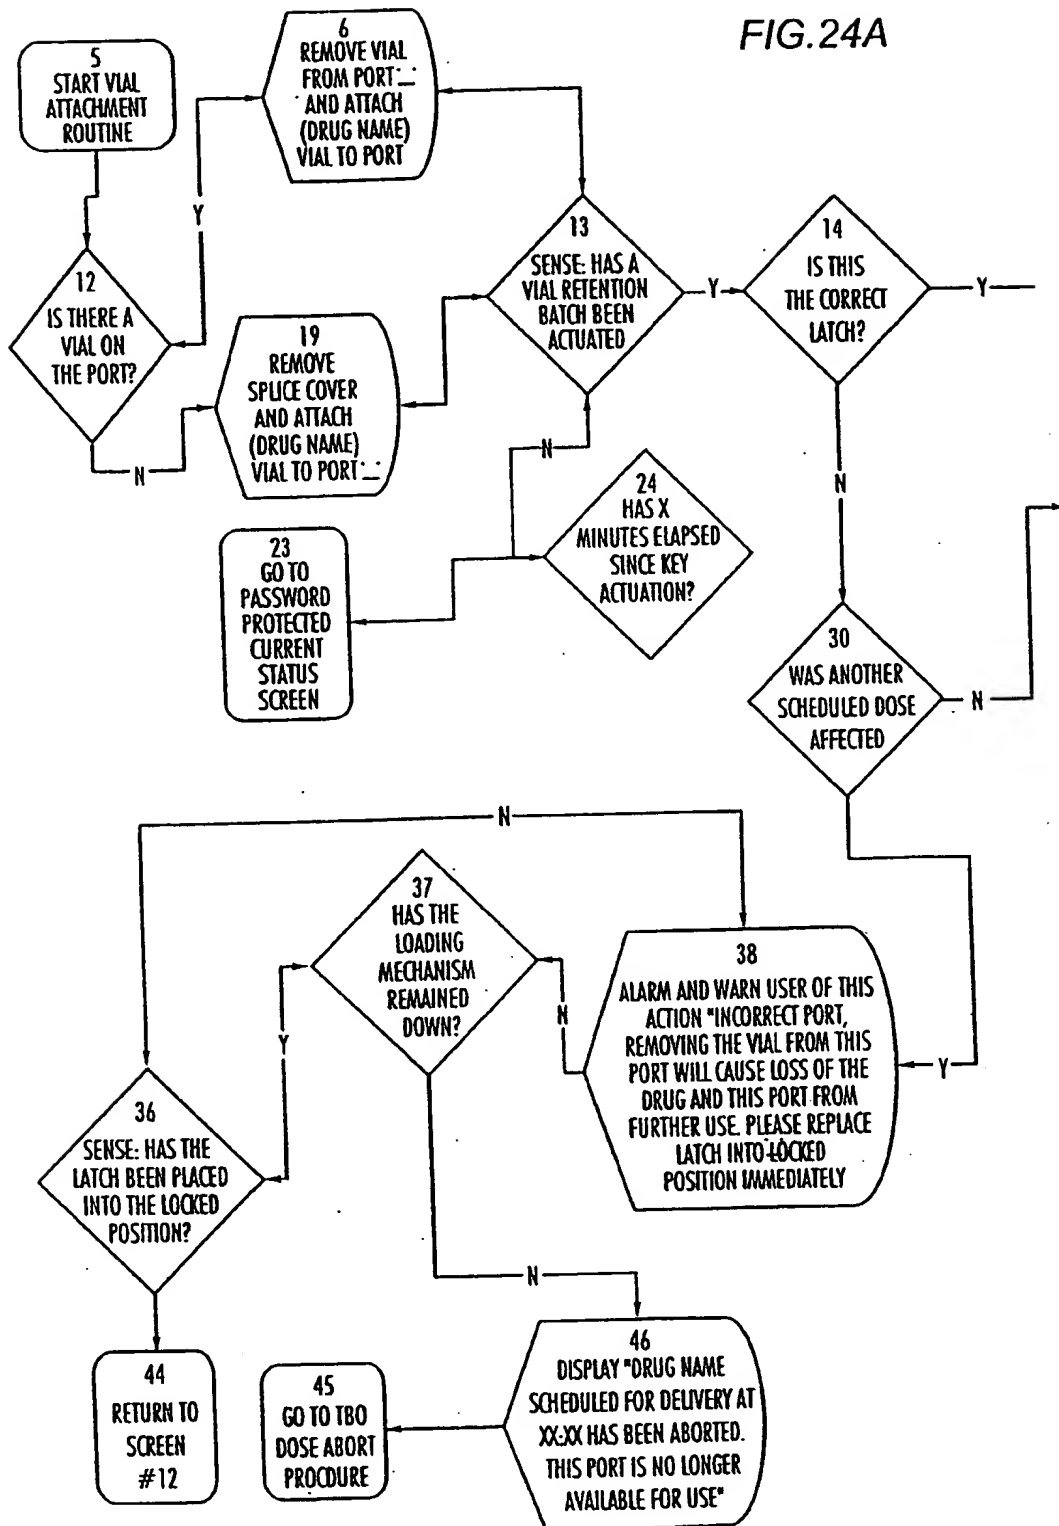 FIG.24A
5
START VIAL
ATTACHMENT
ROUTINE
6
REMOVE VIAL
FROM PORT:_:
AND ATTACH
(DRUG NAME)
VIAL TO PORT
Y
12
IS THERE A
VIAL ON
THE PORT?
N
19
REMOVE
SPLICE COVER
AND ATTACH
(DRUG NAME)
VIAL TO PORT:_:
13
SENSE: HAS A
VIAL RETENTION
BATCH BEEN
ACTUATED
Y
14
IS THIS
THE CORRECT
LATCH?
Y
N
N
24
HAS X
MINUTES ELAPSED
SINCE KEY
ACTUATION?
23
GO TO
PASSWORD
PROTECTED
CURRENT
STATUS
SCREEN
30
WAS ANOTHER
SCHEDULED DOSE
AFFECTED
N
Y
N
37
HAS THE
LOADING
MECHANISM
REMAINED
DOWN?
N
Y
38
ALARM AND WARN USER OF THIS
ACTION "INCORRECT PORT,
REMOVING THE VIAL FROM THIS
PORT WILL CAUSE LOSS OF THE
DRUG AND THIS PORT FROM
FURTHER USE. PLEASE REPLACE
LATCH INTO LOCKED
POSITION IMMEDIATELY
36
SENSE: HAS THE
LATCH BEEN PLACED
INTO THE LOCKED
POSITION?
N
44
RETURN TO
SCREEN
#12
45
GO TO TBO
DOSE ABORT
PROCDURE
46
DISPLAY "DRUG NAME
SCHEDULED FOR DELIVERY AT
XX-XX HAS BEEN ABORTED.
THIS PORT IS NO LONGER
AVAILABLE FOR USE"